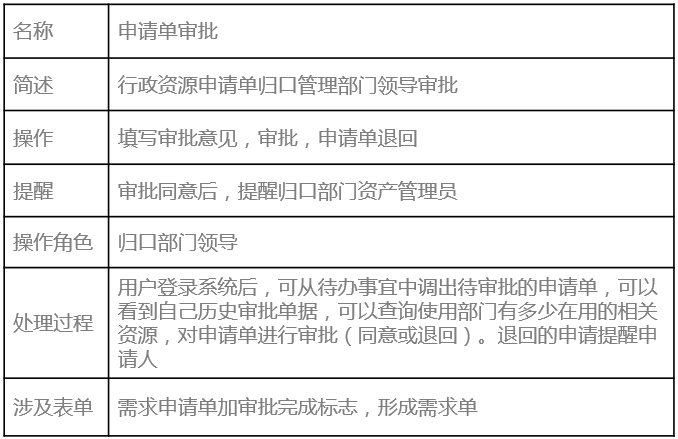 名称
申请单审批
简述
行政资源申请单归口管理部门领导审批
操作
填写审批意见，审批，申请单退回
提醒
审批同意后，提醒归口部门资产管理员
操作角色
归口部门领导
处理过程
用户登录系统后，可从待办事宜中调出待审批的申请单，可以
看到自己历史审批单据，可以查询使用部门有多少在用的相关
资源，对申请单进行审批（同意或退回）。退回的申请提醒申
请人
涉及表单
需求申请单加审批完成标志，形成需求单